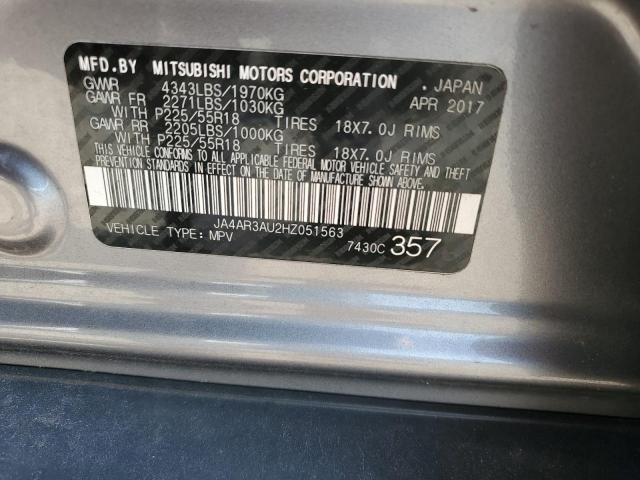 MFD.BY MITSUBISHI MOTORS CORPORATION . JAPAN
GVWR 4343LBS/1970KG APR 2017
GAWR FR 2271LBS/1030KG
WITH P225/55R18 TIRES 18X7.0J RIMS
GAWR RR 2205LBS/1000KG
WITH P225/55R18 TIRES 18X7.0J RIMS
THIS VEHICLE CONFORMS TO ALL APPLICABLE FEDERAL MOTOR VEHICLE SAFETY AND THEFT
PREVENTION STANDARDS IN EFFECT ON THE DATE OF MANUFACTURE SHOWN ABOVE.
JA4AR3AU2HZ051563
VEHICLE TYPE: MPV 7430C 357